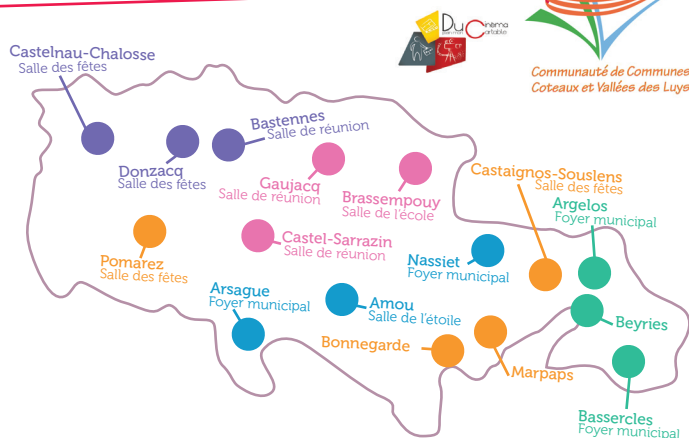 Du Cinéma
Cartable
Communauté de Communes
Coteaux et Vallées des Luys
Castelnau-Chalosse
Salle des fêtes
Bastennes
Salle de réunion
Donzacq
Salle des fêtes
Gaujacq
Salle de réunion
Brassempouy
Salle de l'école
Castaignos-Souslens
Salle des fêtes
Argelos
Foyer municipal
Castel-Sarrazin
Salle de réunion
Pomarez
Salle des fêtes
Nassiet
Foyer municipal
Arsague
Foyer municipal
Amou
Salle de l'étoile
Beyries
Bonnegarde
Marpaps
Bassercles
Foyer municipal